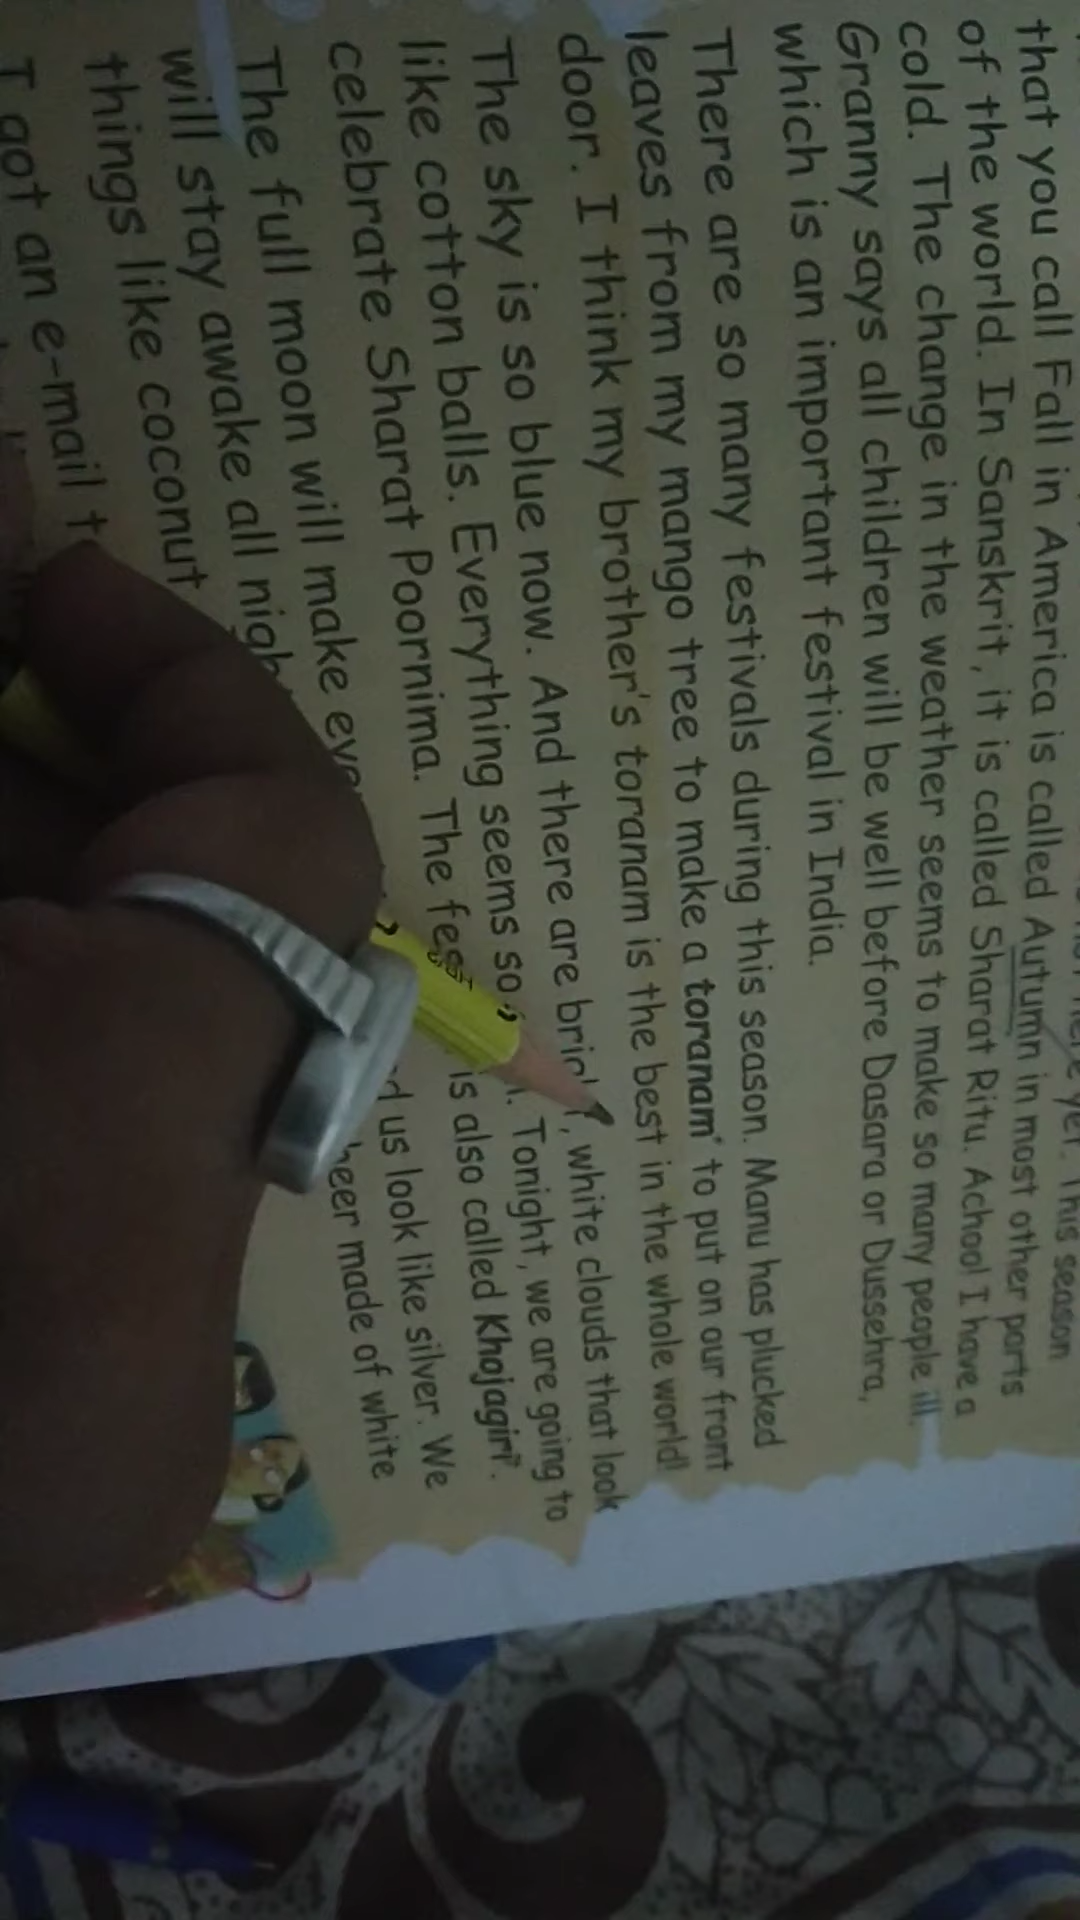 yet. This season
that you call Fall in America is called Autumn in most other parts
of the world. In Sanskrit, it is called Sharat Ritu. Achoo! I have a
cold. The change in the weather seems to make so many people ill.
Granny says all children will be well before Dasara or Dussehra,
which is an important festival in India.
There are so many festivals during this season. Manu has plucked
leaves from my mango tree to make a toranam* to put on our front
door. I think my brother's toranam is the best in the whole world!
The sky is so blue now. And there are white clouds that look
like cotton balls. Everything seems so Tonight, we are going to
celebrate Sharat Poornima. The is also called Khojagiri*.
The full moon will make us look like silver. We
will stay awake all made of white
things like coconut
I got an e-mail